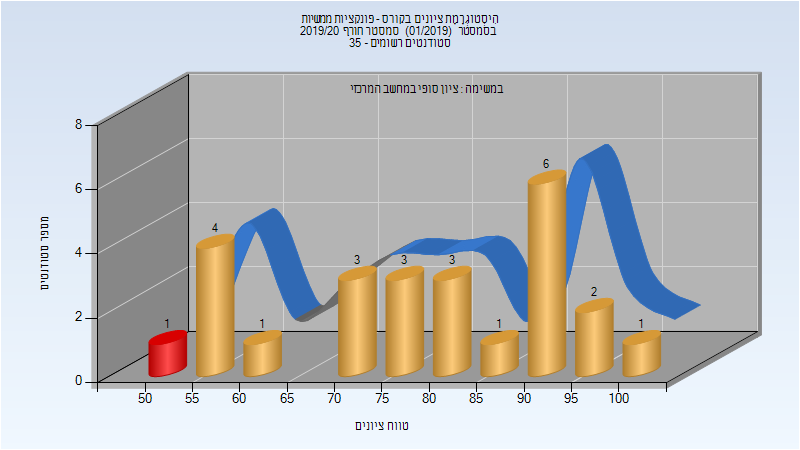 היסטוגרמת ציונים בקורס - פונקציות ממשיות
בסמסטר (01/2019) סמסטר חורף 2019/20
סטודנטים רשומים - 35
במשימה : ציון סופי במחשב המרכזי
מספר סטודנטים
8
6
4
2
0
1
4
1
3
3
3
1
6
2
1
50 55 60 65 70 75 80 85 90 95 100
טווח ציונים